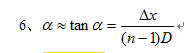 6、α ≈ tan α = Δx / (n−1)D